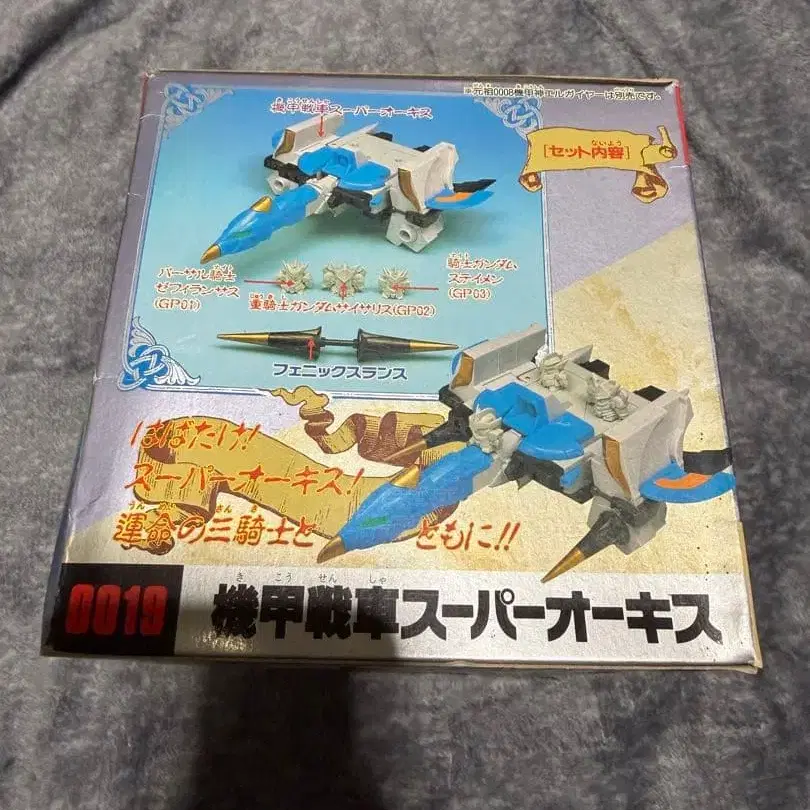 ※元祖0008機甲神エルガイヤーは別売です。
機甲戦車スーパーオーキス
[セット内容]
バーサル騎士
ゼフィランサス
(GP01)
重騎士ガンダムサイサリス(GP02)
騎士ガンダム
ステイメン
(GP03)
フェニックスランス
はばたけ!
スーパーオーキス!
運命の三騎士と ともに!!
0019 機甲戦車スーパーオーキス